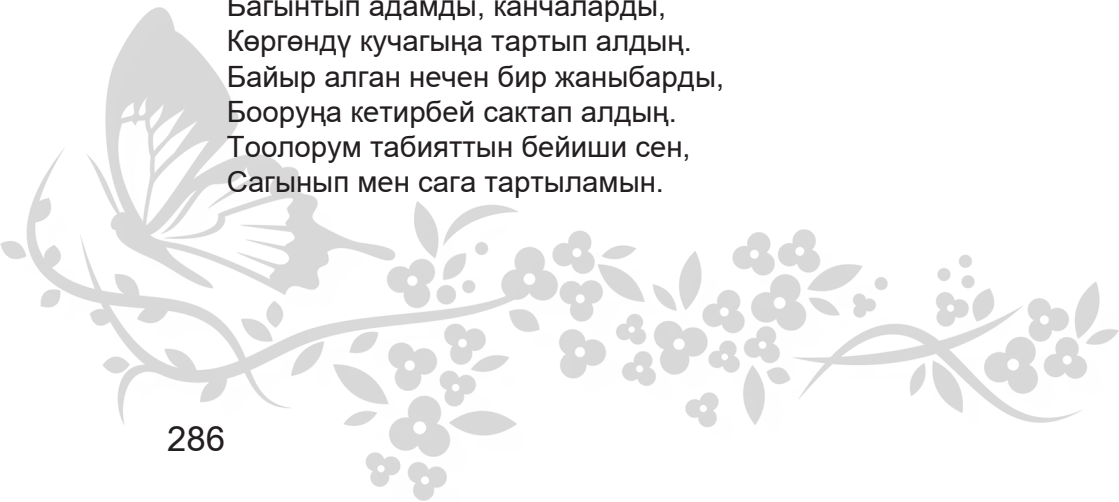 Багынтып адамды, канчаларды,
Көргөндү кучагыңа тартып алдың.
Байыр алган нечен бир жаныбарды,
Бооруңа кетирбей сактап алдың.
Тоолорум табияттын бейиши сен,
Сагынып мен сага тартыламын.
286